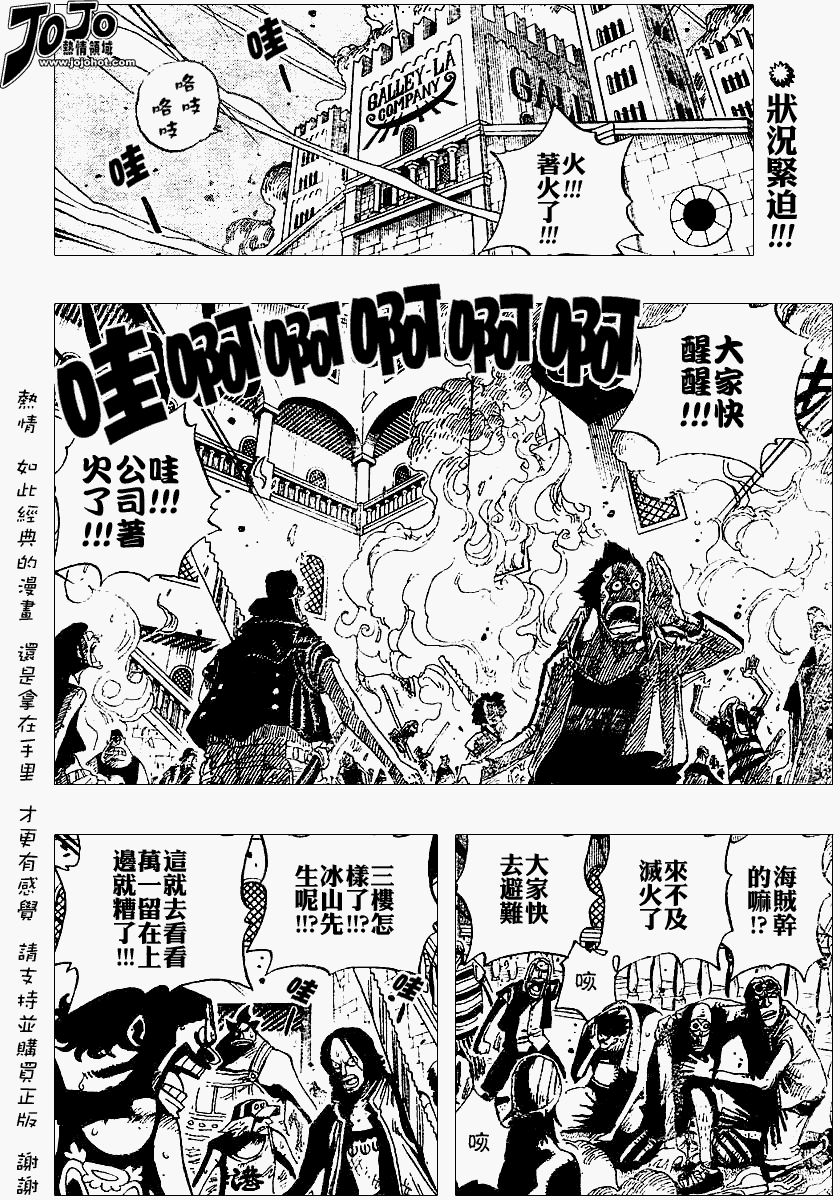 JOJO
熱情領域
www.jojohot.com
狀況緊迫!!!
哇
咯吱
咯吱
哇
GALLEY-LA
COMPANY
GALL
火!!!
著火了!!!
哇啊啊啊啊啊
大家快
醒醒!!!
哇!!!
公司著
火了!!!
海賊幹
的嘛!?
來不及
滅火了
大家快
去避難
咳
咳
三樓怎
樣了!!?
冰山先
生呢!!?
這就去看看
萬一留在上
邊就糟了!!!
哇
哇
港
熱情 如此經典的漫畫 還是拿在手里 才更有感覺 請支持並購買正版 謝謝